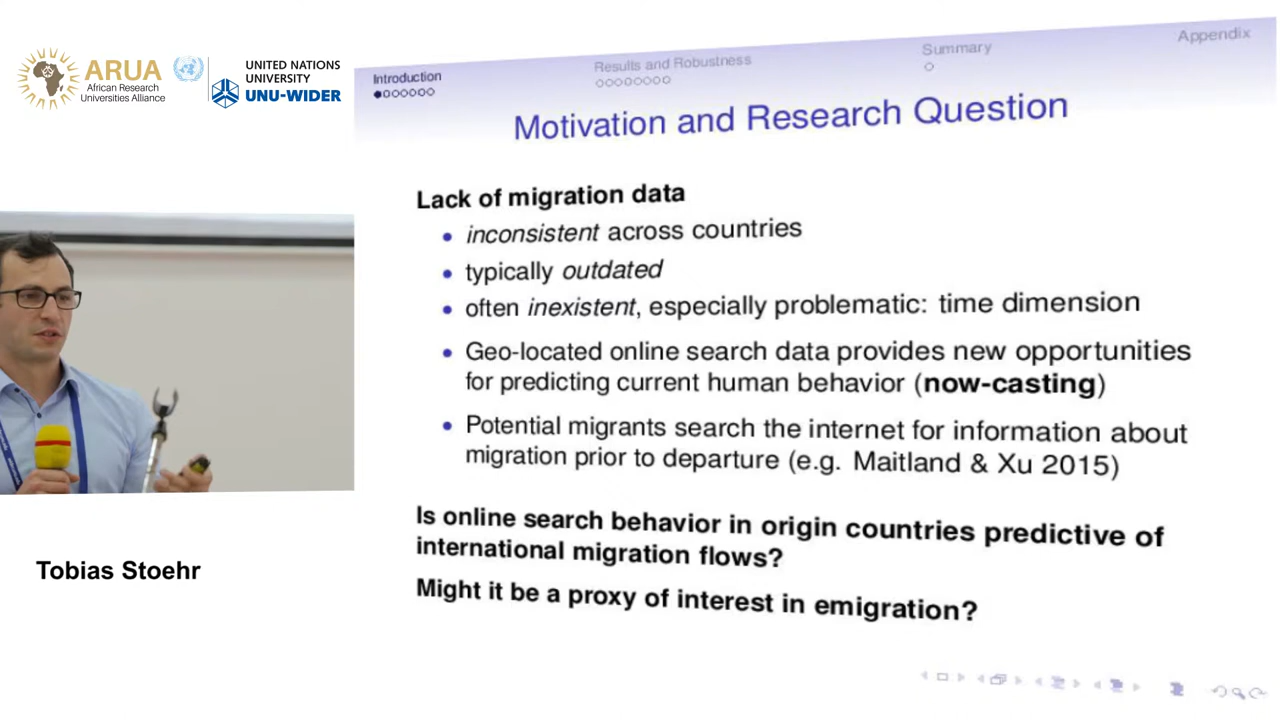 ARUA
African Research
Universities Alliance
UNITED NATIONS
UNIVERSITY
UNU-WIDER
Introduction
Results and Robustness
Summary
Appendix
Motivation and Research Question
Lack of migration data
inconsistent across countries
typically outdated
often inexistent, especially problematic: time dimension
Geo-located online search data provides new opportunities
for predicting current human behavior (now-casting)
Potential migrants search the internet for information about
migration prior to departure (e.g. Maitland & Xu 2015)
Is online search behavior in origin countries predictive of
international migration flows?
Might it be a proxy of interest in emigration?
Tobias Stoehr